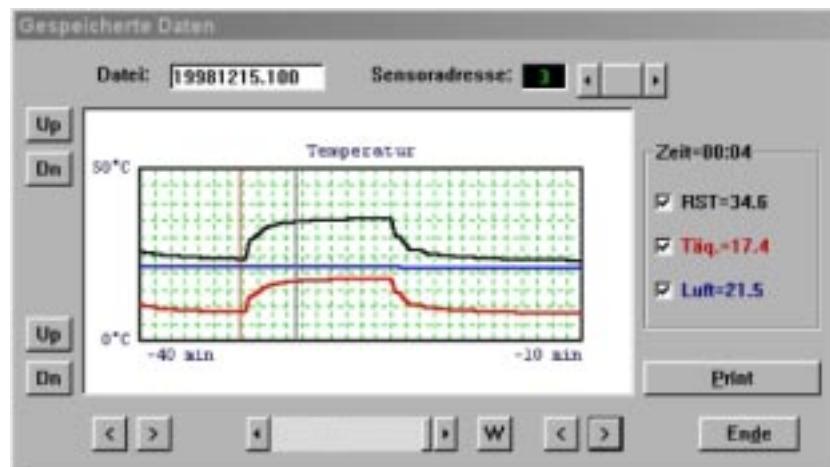 Gespeicherte Daten
Datei: 19981215.100 Sensoradresse: 3
Up
Dn
Temperatur
50°C
0°C
-40 min -10 min
Zeit=00:04
RST=34.6
Täq.=17.4
Luft=21.5
Up
Dn
Print
< > W < > Ende